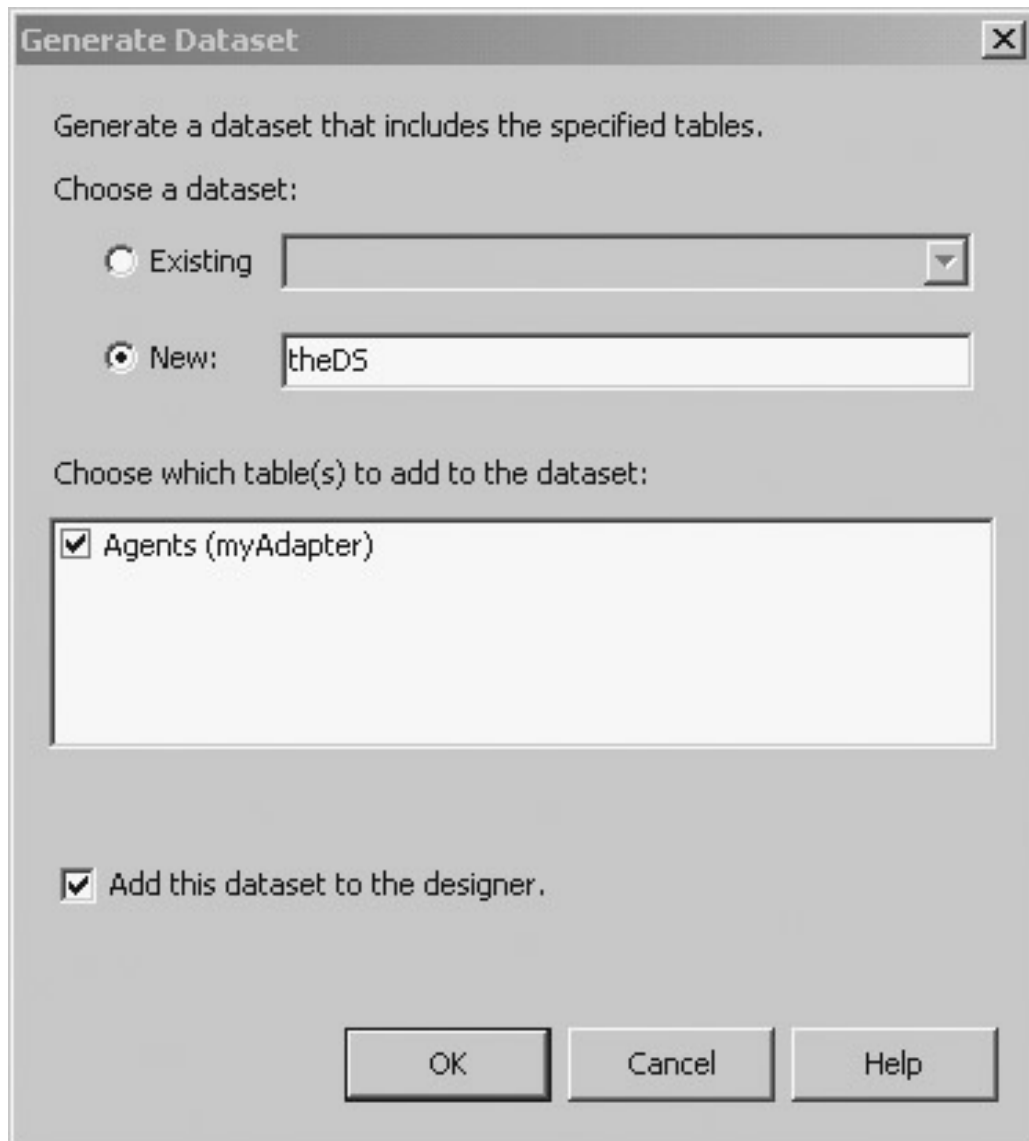 Generate Dataset
Generate a dataset that includes the specified tables.
Choose a dataset:
Existing
New: theDS
Choose which table(s) to add to the dataset:
Agents (myAdapter)
Add this dataset to the designer.
OK Cancel Help